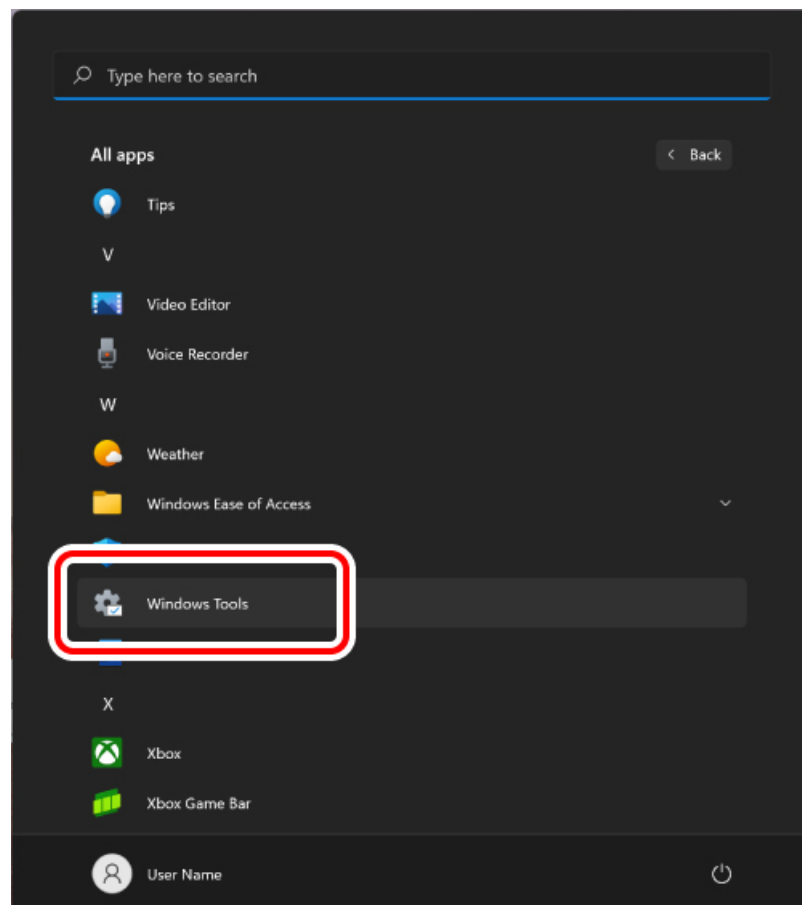 Type here to search
All apps
Back
Tips
V
Video Editor
Voice Recorder
W
Weather
Windows Ease of Access
Windows Tools
X
Xbox
Xbox Game Bar
User Name